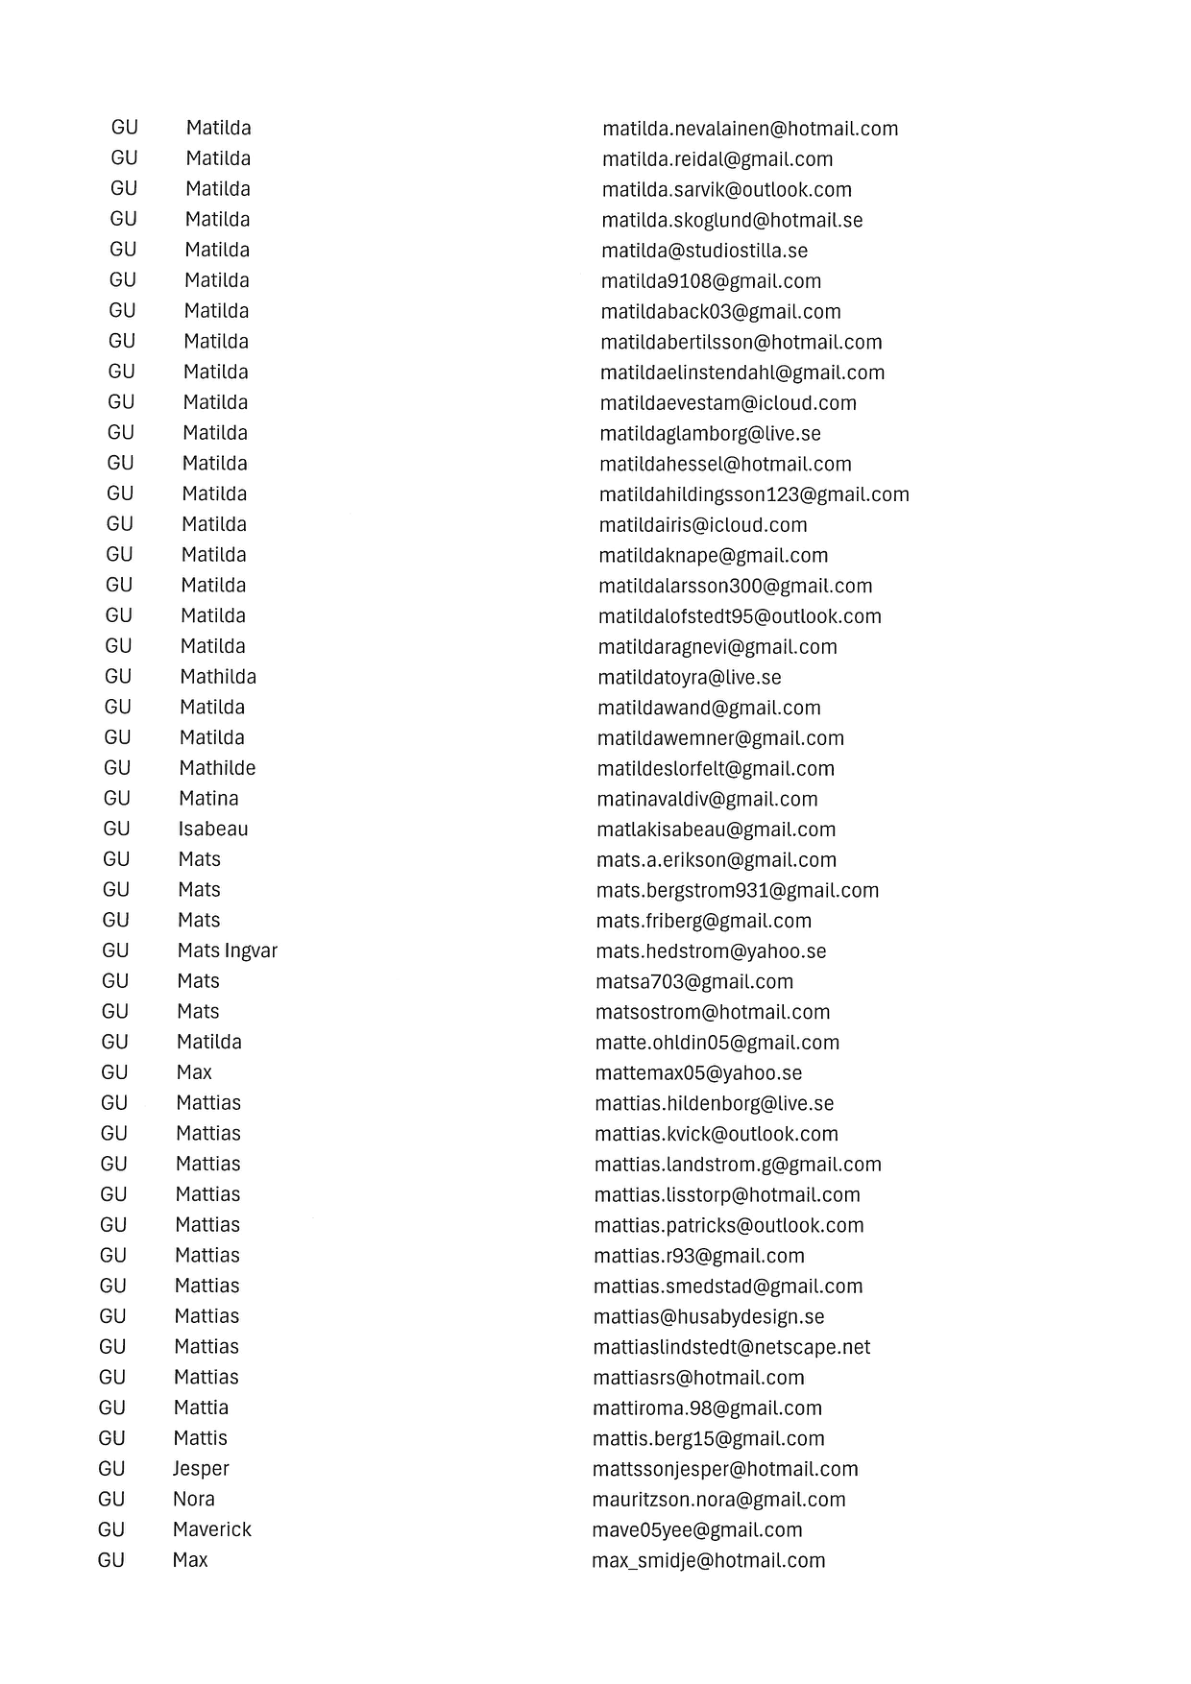 GU Matilda matilda.nevalainen@hotmail.com
GU Matilda matilda.reidal@gmail.com
GU Matilda matilda.sarvik@outlook.com
GU Matilda matilda.skoglund@hotmail.se
GU Matilda matilda@studiostilla.se
GU Matilda matilda9108@gmail.com
GU Matilda matildaback03@gmail.com
GU Matilda matildabertilsson@hotmail.com
GU Matilda matildaelinstendahl@gmail.com
GU Matilda matildaevestam@icloud.com
GU Matilda matildaglamborg@live.se
GU Matilda matildahessel@hotmail.com
GU Matilda matildahildingsson123@gmail.com
GU Matilda matildairis@icloud.com
GU Matilda matildaknape@gmail.com
GU Matilda matildalarsson300@gmail.com
GU Matilda matildalofstedt95@outlook.com
GU Matilda matildaragnevi@gmail.com
GU Mathilda matildatoyra@live.se
GU Matilda matildawand@gmail.com
GU Matilda matildawemner@gmail.com
GU Mathilde matildeslorfelt@gmail.com
GU Matina matinavaldiv@gmail.com
GU Isabeau matlakisabeau@gmail.com
GU Mats mats.a.erikson@gmail.com
GU Mats mats.bergstrom931@gmail.com
GU Mats mats.friberg@gmail.com
GU Mats Ingvar mats.hedstrom@yahoo.se
GU Mats matsa703@gmail.com
GU Mats matsostrom@hotmail.com
GU Matilda matte.ohldin05@gmail.com
GU Max mattemax05@yahoo.se
GU Mattias mattias.hildenborg@live.se
GU Mattias mattias.kvick@outlook.com
GU Mattias mattias.landstrom.g@gmail.com
GU Mattias mattias.lisstorp@hotmail.com
GU Mattias mattias.patricks@outlook.com
GU Mattias mattias.r93@gmail.com
GU Mattias mattias.smedstad@gmail.com
GU Mattias mattias@husabydesign.se
GU Mattias mattiaslindstedt@netscape.net
GU Mattias mattiasrs@hotmail.com
GU Mattia mattiroma.98@gmail.com
GU Mattis mattis.berg15@gmail.com
GU Jesper mattssonjesper@hotmail.com
GU Nora mauritzson.nora@gmail.com
GU Maverick mave05yee@gmail.com
GU Max max_smidje@hotmail.com